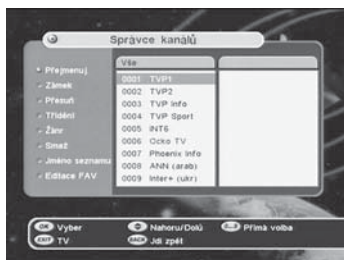 Správce kanálů
Přejmenuj
Zámek
Přesuň
Třídění
Žánr
Smaž
Jméno seznamu
Editace FAV
Vše
0001 TVP1
0002 TVP2
0003 TVP Info
0004 TVP Sport
0005 iNT6
0006 Ocko TV
0007 Phoenix Info
0008 ANN (arab)
0009 Inter+ (ukr)
OK Vyber
Nahoru/Dolů
Přímá volba
EXIT TV
BACK Jdi zpět